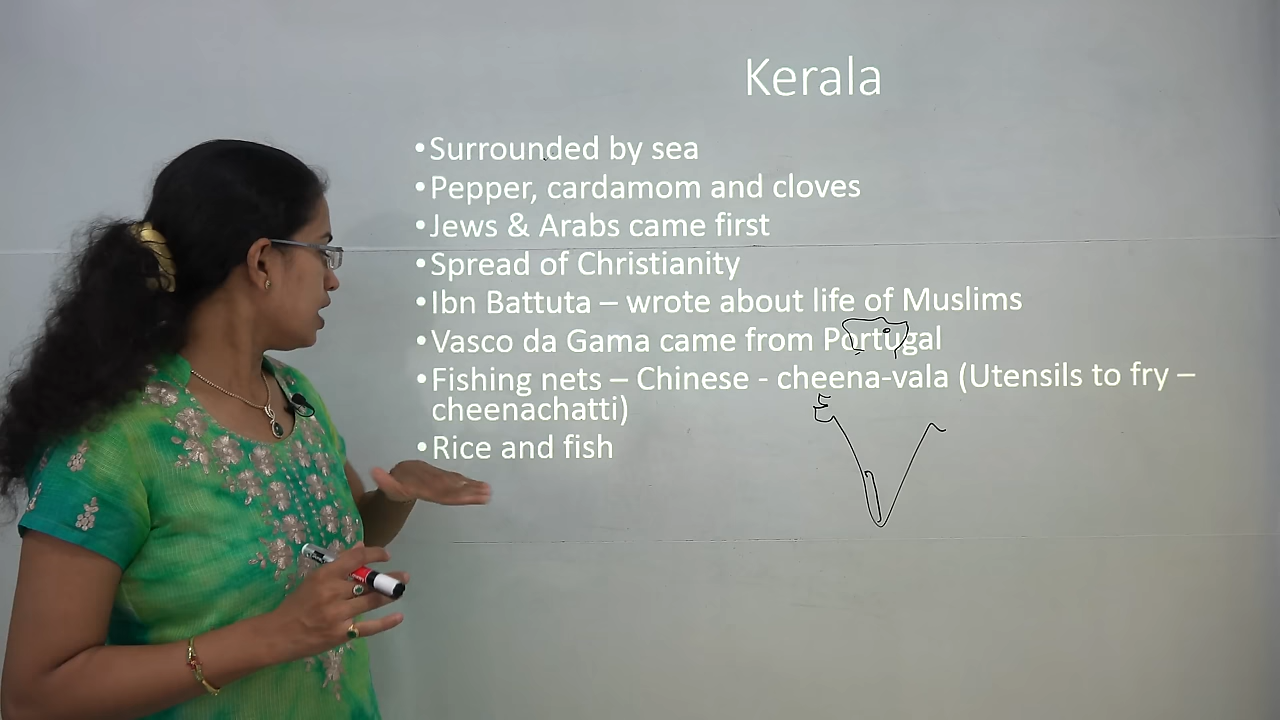 Kerala
•Surrounded by sea
•Pepper, cardamom and cloves
•Jews & Arabs came first
•Spread of Christianity
•Ibn Battuta – wrote about life of Muslims
•Vasco da Gama came from Portugal
•Fishing nets – Chinese - cheena-vala (Utensils to fry –
cheenachatti)
•Rice and fish